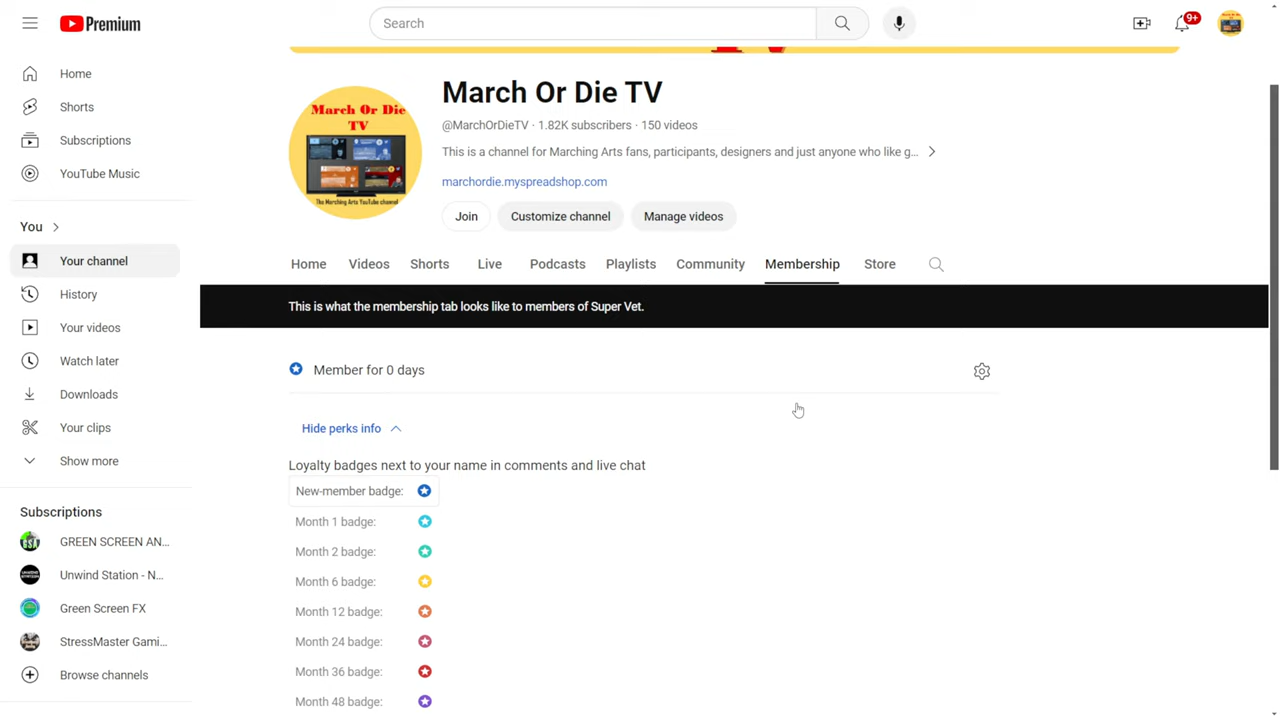 Premium
Search
9+
Home
Shorts
Subscriptions
YouTube Music
You
Your channel
History
Your videos
Watch later
Downloads
Your clips
Show more
Subscriptions
GREEN SCREEN AN...
Unwind Station - N...
Green Screen FX
StressMaster Gami...
Browse channels
March Or Die
TV
The Marching Arts YouTube channel
March Or Die TV
@MarchOrDieTV · 1.82K subscribers · 150 videos
This is a channel for Marching Arts fans, participants, designers and just anyone who like g...
marchordie.myspreadshop.com
Join
Customize channel
Manage videos
Home
Videos
Shorts
Live
Podcasts
Playlists
Community
Membership
Store
This is what the membership tab looks like to members of Super Vet.
Member for 0 days
Hide perks info
Loyalty badges next to your name in comments and live chat
New-member badge:
Month 1 badge:
Month 2 badge:
Month 6 badge:
Month 12 badge:
Month 24 badge:
Month 36 badge:
Month 48 badge: